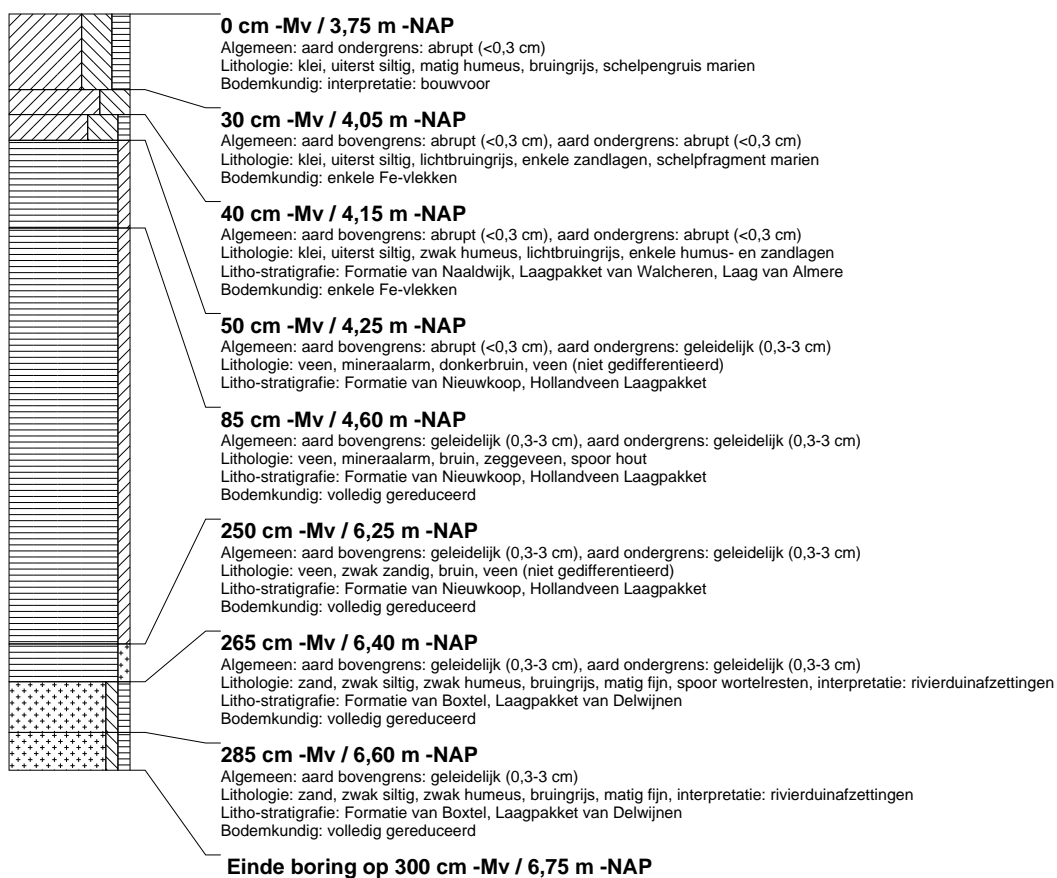 0 cm -Mv / 3,75 m -NAP
Algemeen: aard ondergrens: abrupt (<0,3 cm)
Lithologie: klei, uiterst siltig, matig humeus, bruingrijs, schelpengruis marien
Bodemkundig: interpretatie: bouwvoor
30 cm -Mv / 4,05 m -NAP
Algemeen: aard bovengrens: abrupt (<0,3 cm), aard ondergrens: abrupt (<0,3 cm)
Lithologie: klei, uiterst siltig, lichtbruingrijs, enkele zandlagen, schelpfragment marien
Bodemkundig: enkele Fe-vlekken
40 cm -Mv / 4,15 m -NAP
Algemeen: aard bovengrens: abrupt (<0,3 cm), aard ondergrens: abrupt (<0,3 cm)
Lithologie: klei, uiterst siltig, zwak humeus, lichtbruingrijs, enkele humus- en zandlagen
Litho-stratigrafie: Formatie van Naaldwijk, Laagpakket van Walcheren, Laag van Almere
Bodemkundig: enkele Fe-vlekken
50 cm -Mv / 4,25 m -NAP
Algemeen: aard bovengrens: abrupt (<0,3 cm), aard ondergrens: geleidelijk (0,3-3 cm)
Lithologie: veen, mineraalarm, donkerbruin, veen (niet gedifferentieerd)
Litho-stratigrafie: Formatie van Nieuwkoop, Hollandveen Laagpakket
85 cm -Mv / 4,60 m -NAP
Algemeen: aard bovengrens: geleidelijk (0,3-3 cm), aard ondergrens: geleidelijk (0,3-3 cm)
Lithologie: veen, mineraalarm, bruin, zeggeveen, spoor hout
Litho-stratigrafie: Formatie van Nieuwkoop, Hollandveen Laagpakket
Bodemkundig: volledig gereduceerd
250 cm -Mv / 6,25 m -NAP
Algemeen: aard bovengrens: geleidelijk (0,3-3 cm), aard ondergrens: geleidelijk (0,3-3 cm)
Lithologie: veen, zwak zandig, bruin, veen (niet gedifferentieerd)
Litho-stratigrafie: Formatie van Nieuwkoop, Hollandveen Laagpakket
Bodemkundig: volledig gereduceerd
265 cm -Mv / 6,40 m -NAP
Algemeen: aard bovengrens: geleidelijk (0,3-3 cm), aard ondergrens: geleidelijk (0,3-3 cm)
Lithologie: zand, zwak siltig, zwak humeus, bruingrijs, matig fijn, spoor wortelresten, interpretatie: rivierduinafzettingen
Litho-stratigrafie: Formatie van Boxtel, Laagpakket van Delwijnen
Bodemkundig: volledig gereduceerd
285 cm -Mv / 6,60 m -NAP
Algemeen: aard bovengrens: geleidelijk (0,3-3 cm)
Lithologie: zand, zwak siltig, zwak humeus, bruingrijs, matig fijn, interpretatie: rivierduinafzettingen
Litho-stratigrafie: Formatie van Boxtel, Laagpakket van Delwijnen
Bodemkundig: volledig gereduceerd
Einde boring op 300 cm -Mv / 6,75 m -NAP